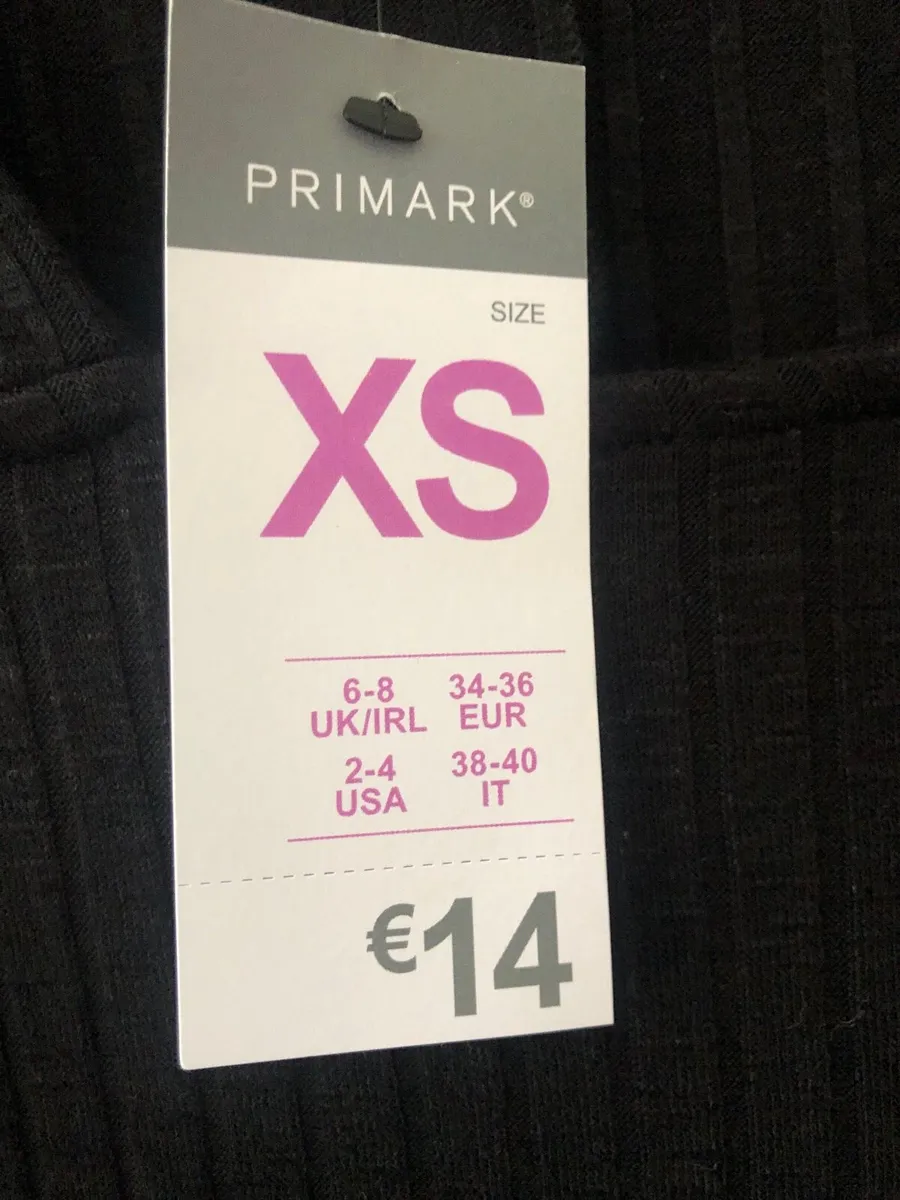 PRIMARK®
SIZE
XS
6-8 34-36
UK/IRL EUR
2-4 38-40
USA IT
€14